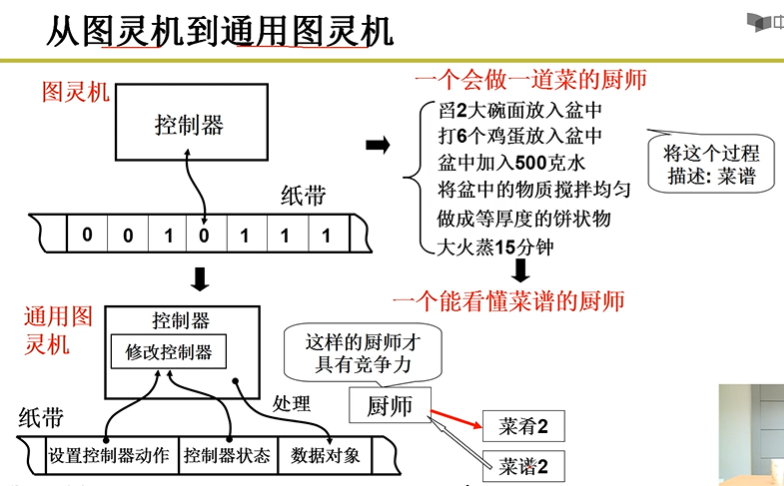 从图灵机到通用图灵机
中
图灵机
控制器
纸带
0 0 1 0 1 1 1
一个会做一道菜的厨师
舀2大碗面放入盆中
打6个鸡蛋放入盆中
盆中加入500克水
将盆中的物质搅拌均匀
做成等厚度的饼状物
大火蒸15分钟
将这个过程
描述: 菜谱
一个能看懂菜谱的厨师
通用图
灵机
控制器
修改控制器
处理
纸带
设置控制器动作 控制器状态 数据对象
这样的厨师才
具有竞争力
厨师
菜肴2
菜谱2